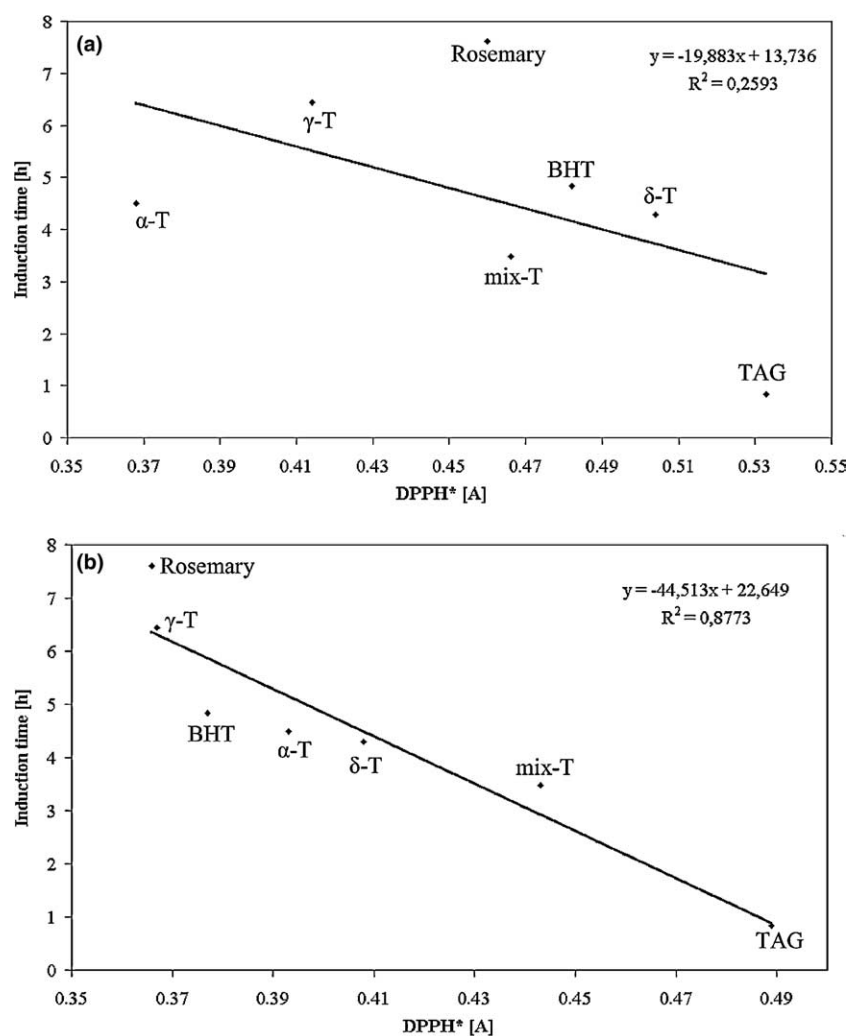 (a)
8
7
6
5
4
3
2
1
0
Induction time [h]
Rosemary
y = -19,883x + 13,736
R² = 0,2593
γ-T
BHT
δ-T
α-T
mix-T
TAG
0.35 0.37 0.39 0.41 0.43 0.45 0.47 0.49 0.51 0.53 0.55
DPPH* [A]
(b)
8
7
6
5
4
3
2
1
0
Induction time [h]
Rosemary
y = -44,513x + 22,649
R² = 0,8773
γ-T
BHT
α-T
δ-T
mix-T
TAG
0.35 0.37 0.39 0.41 0.43 0.45 0.47 0.49
DPPH* [A]